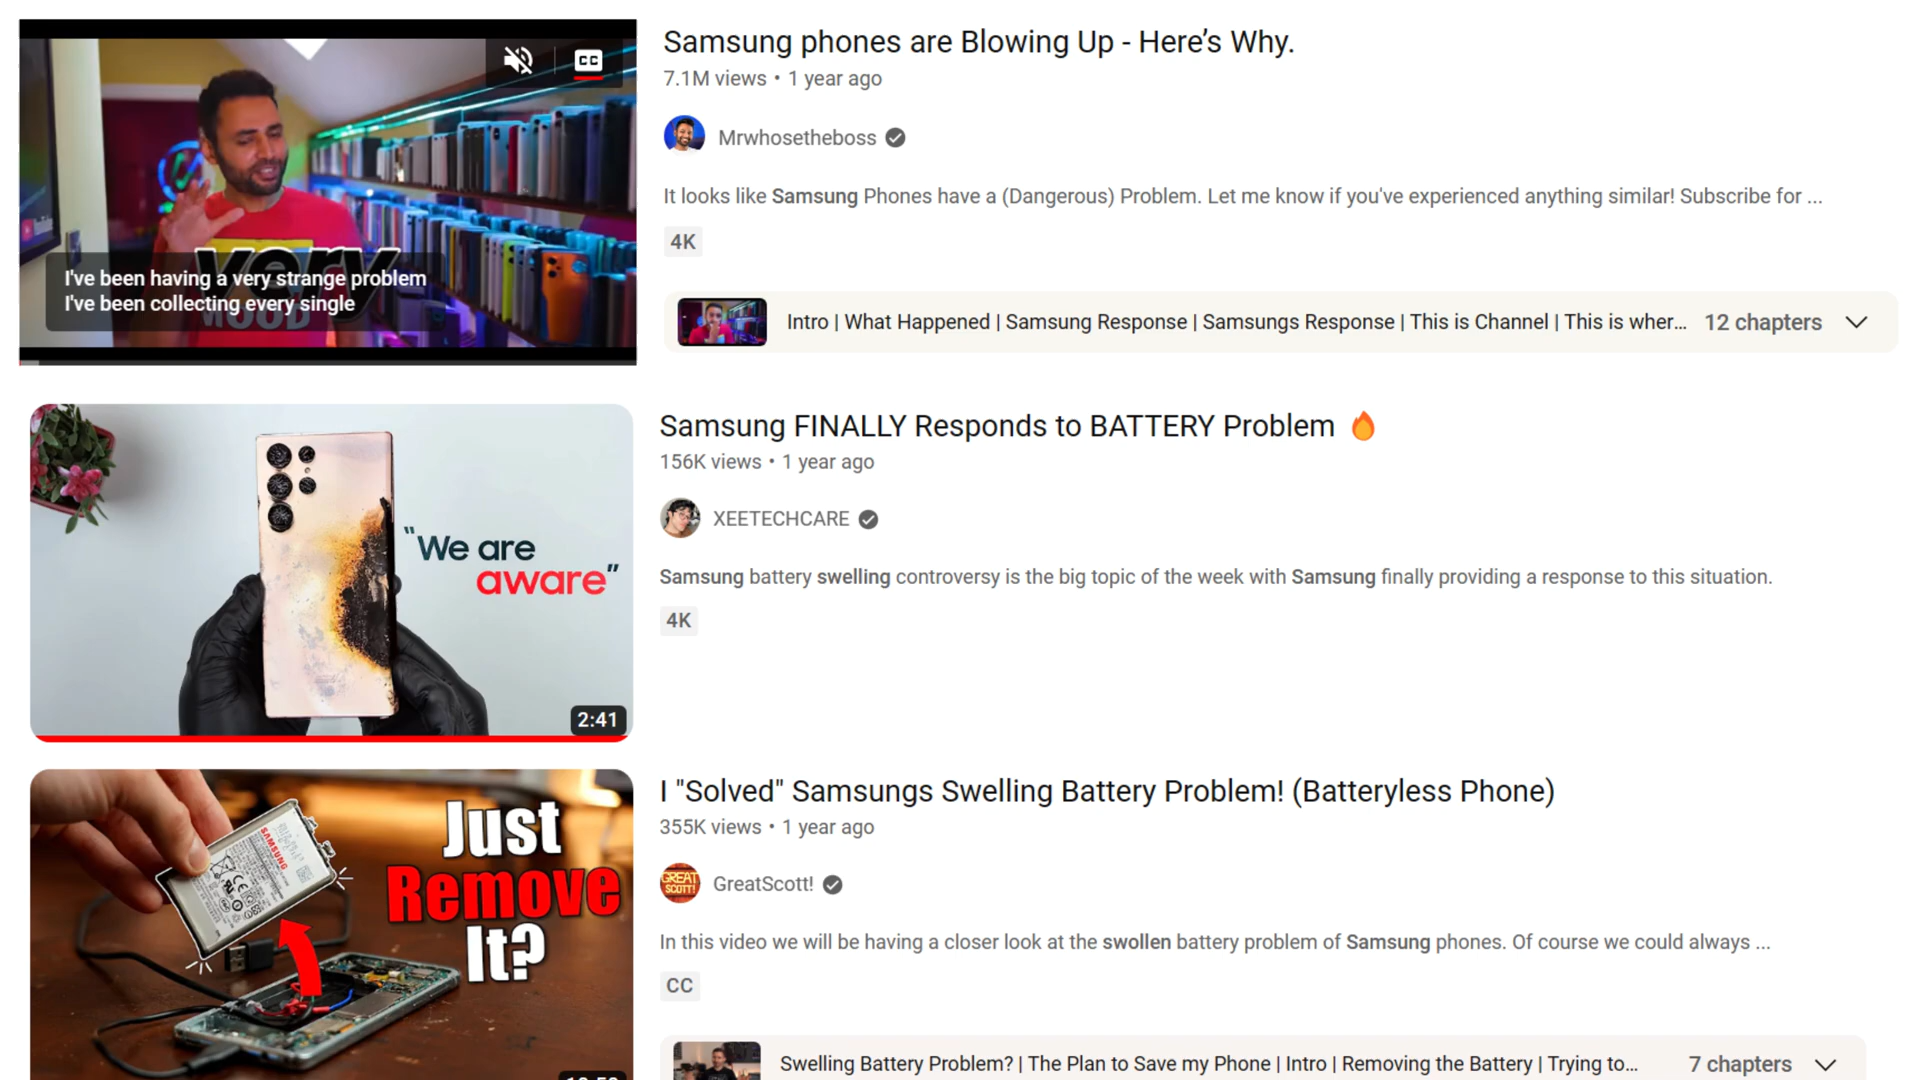 CC
very
MOOD
I've been having a very strange problem
I've been collecting every single
Samsung phones are Blowing Up - Here’s Why.
7.1M views • 1 year ago
Mrwhosetheboss
It looks like Samsung Phones have a (Dangerous) Problem. Let me know if you've experienced anything similar! Subscribe for ...
4K
Intro | What Happened | Samsung Response | Samsungs Response | This is Channel | This is wher... 12 chapters
"We are
aware"
2:41
Samsung FINALLY Responds to BATTERY Problem 🔥
156K views • 1 year ago
XEETECHCARE
Samsung battery swelling controversy is the big topic of the week with Samsung finally providing a response to this situation.
4K
SAMSUNG
Just
Remove
It?
I "Solved" Samsungs Swelling Battery Problem! (Batteryless Phone)
355K views • 1 year ago
GREAT
SCOTT!
GreatScott!
In this video we will be having a closer look at the swollen battery problem of Samsung phones. Of course we could always ...
CC
Swelling Battery Problem? | The Plan to Save my Phone | Intro | Removing the Battery | Trying to... 7 chapters